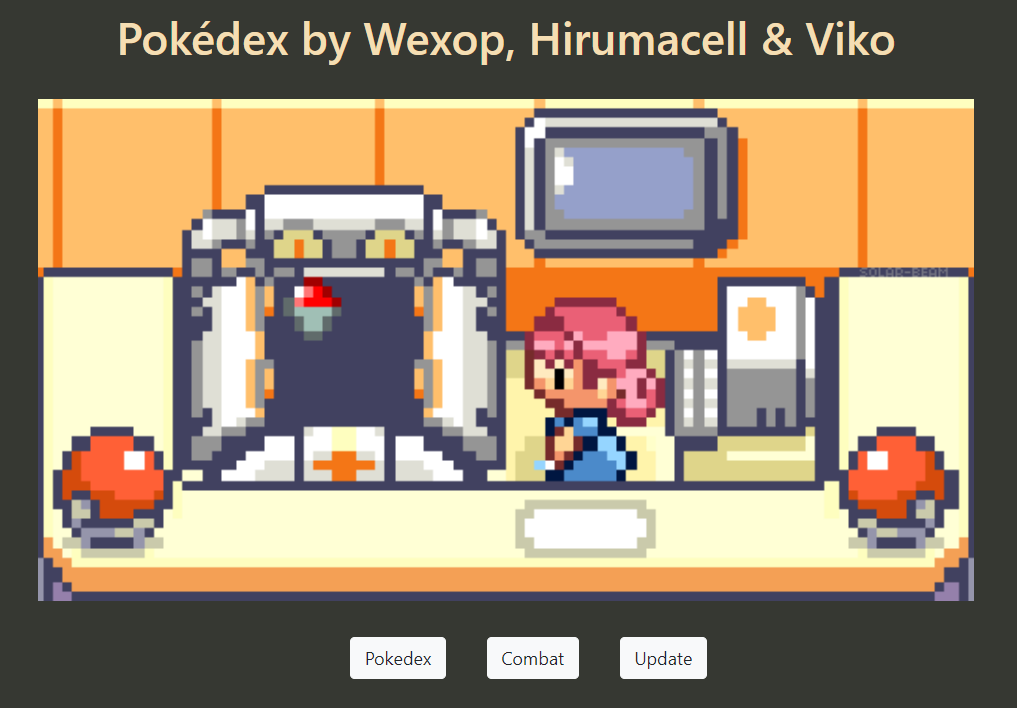 Pokédex by Wexop, Hirumacell & Viko
SOLAR-BEAM
Pokedex
Combat
Update